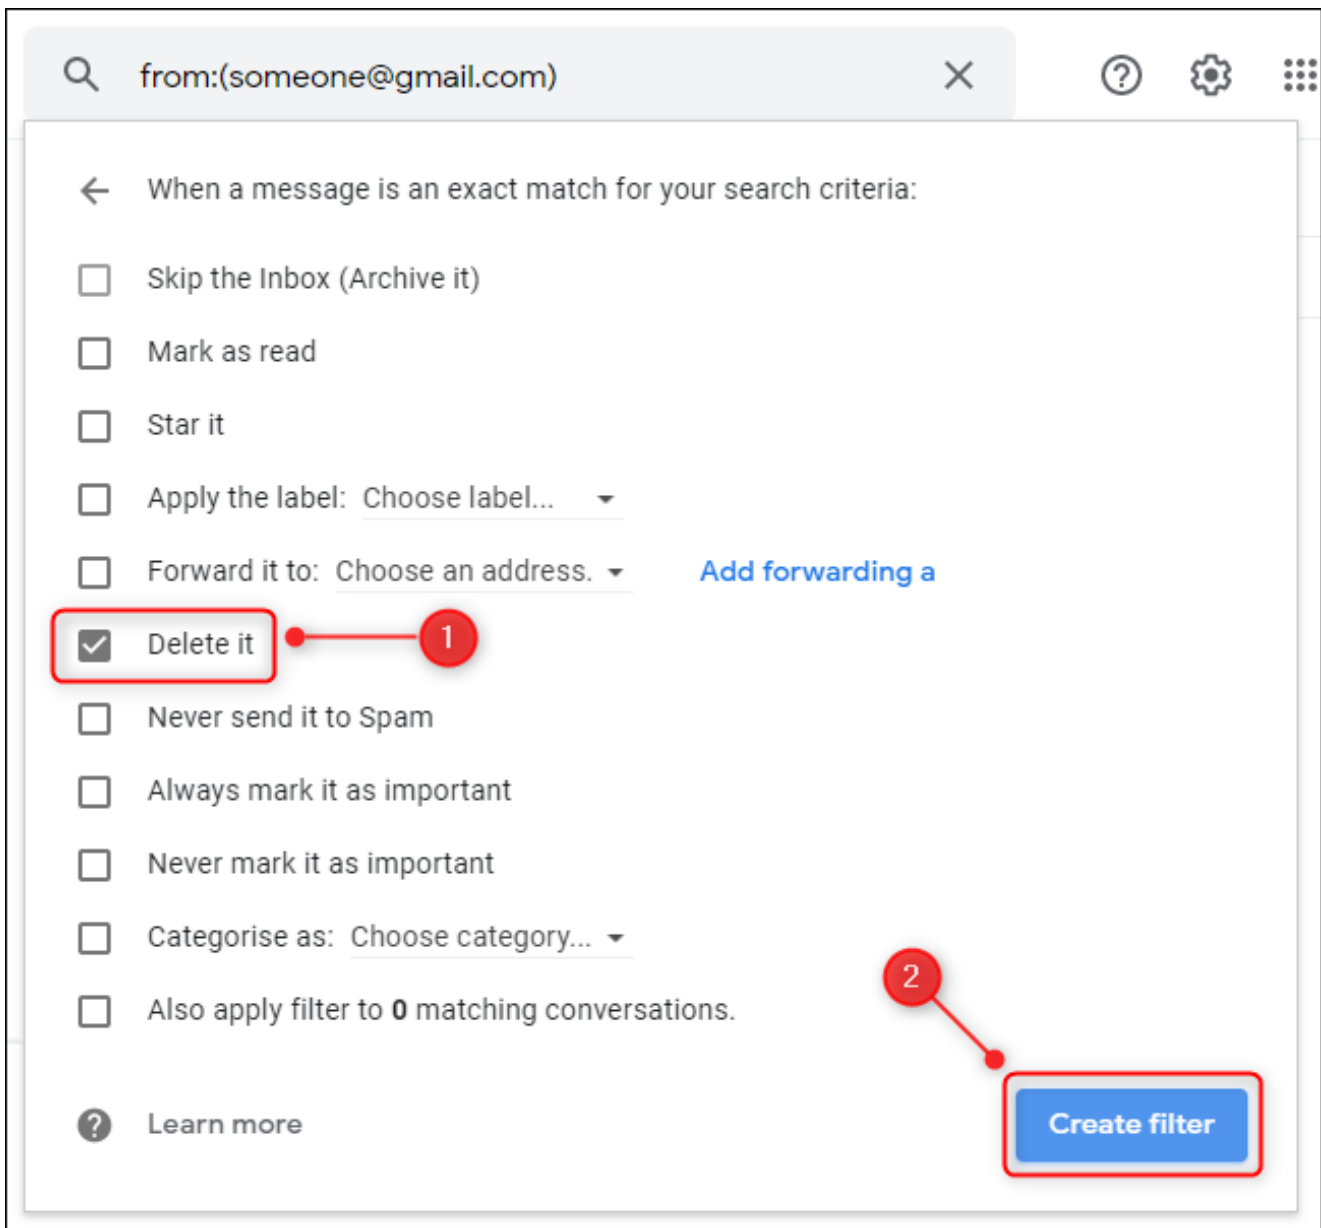 from:(someone@gmail.com)
When a message is an exact match for your search criteria:
Skip the Inbox (Archive it)
Mark as read
Star it
Apply the label: Choose label...
Forward it to: Choose an address. Add forwarding a
Delete it 1
Never send it to Spam
Always mark it as important
Never mark it as important
Categorise as: Choose category...
2
Also apply filter to 0 matching conversations.
Learn more Create filter